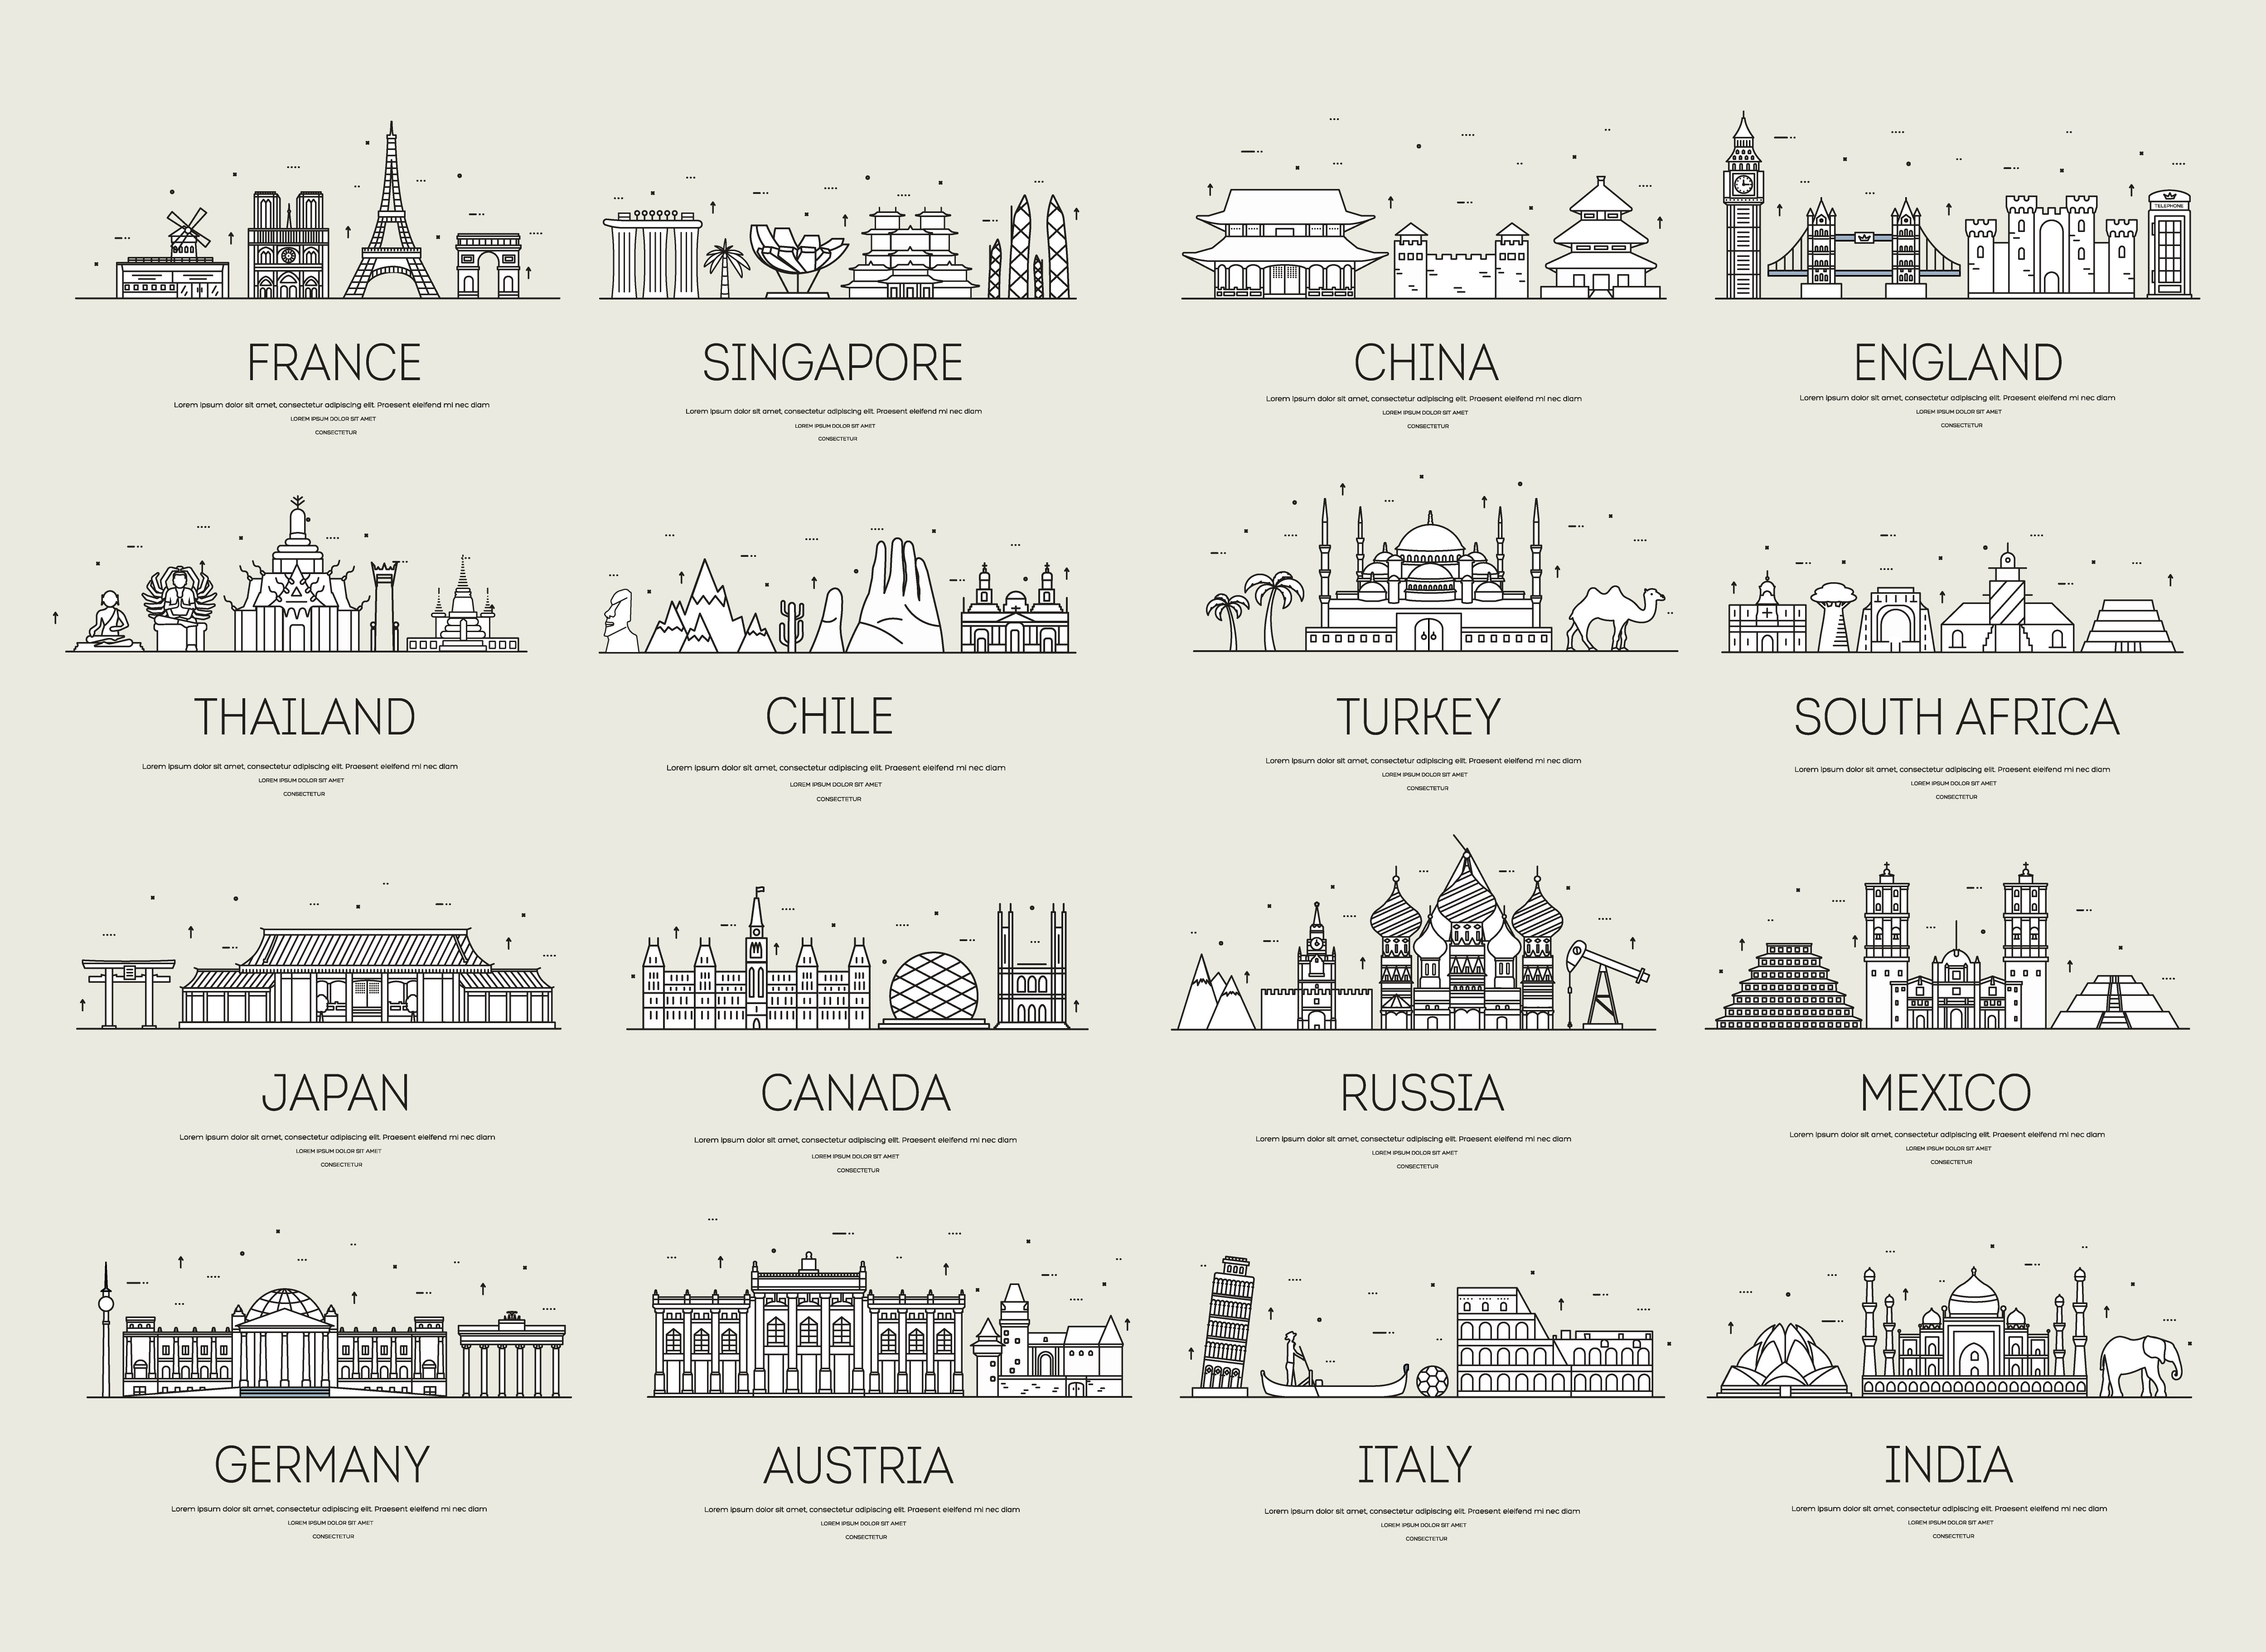 TELEPHONE
FRANCE
Lorem ipsum dolor sit amet, consectetur adipiscing elit. Praesent eleifend mi nec diam
LOREM IPSUM DOLOR SIT AMET
CONSECTETUR
SINGAPORE
Lorem ipsum dolor sit amet, consectetur adipiscing elit. Praesent eleifend mi nec diam
LOREM IPSUM DOLOR SIT AMET
CONSECTETUR
CHINA
Lorem ipsum dolor sit amet, consectetur adipiscing elit. Praesent eleifend mi nec diam
LOREM IPSUM DOLOR SIT AMET
CONSECTETUR
ENGLAND
Lorem ipsum dolor sit amet, consectetur adipiscing elit. Praesent eleifend mi nec diam
LOREM IPSUM DOLOR SIT AMET
CONSECTETUR
THAILAND
Lorem ipsum dolor sit amet, consectetur adipiscing elit. Praesent eleifend mi nec diam
LOREM IPSUM DOLOR SIT AMET
CONSECTETUR
CHILE
Lorem ipsum dolor sit amet, consectetur adipiscing elit. Praesent eleifend mi nec diam
LOREM IPSUM DOLOR SIT AMET
CONSECTETUR
TURKEY
Lorem ipsum dolor sit amet, consectetur adipiscing elit. Praesent eleifend mi nec diam
LOREM IPSUM DOLOR SIT AMET
CONSECTETUR
SOUTH AFRICA
Lorem ipsum dolor sit amet, consectetur adipiscing elit. Praesent eleifend mi nec diam
LOREM IPSUM DOLOR SIT AMET
CONSECTETUR
JAPAN
Lorem ipsum dolor sit amet, consectetur adipiscing elit. Praesent eleifend mi nec diam
LOREM IPSUM DOLOR SIT AMET
CONSECTETUR
CANADA
Lorem ipsum dolor sit amet, consectetur adipiscing elit. Praesent eleifend mi nec diam
LOREM IPSUM DOLOR SIT AMET
CONSECTETUR
RUSSIA
Lorem ipsum dolor sit amet, consectetur adipiscing elit. Praesent eleifend mi nec diam
LOREM IPSUM DOLOR SIT AMET
CONSECTETUR
MEXICO
Lorem ipsum dolor sit amet, consectetur adipiscing elit. Praesent eleifend mi nec diam
LOREM IPSUM DOLOR SIT AMET
CONSECTETUR
GERMANY
Lorem ipsum dolor sit amet, consectetur adipiscing elit. Praesent eleifend mi nec diam
LOREM IPSUM DOLOR SIT AMET
CONSECTETUR
AUSTRIA
Lorem ipsum dolor sit amet, consectetur adipiscing elit. Praesent eleifend mi nec diam
LOREM IPSUM DOLOR SIT AMET
CONSECTETUR
ITALY
Lorem ipsum dolor sit amet, consectetur adipiscing elit. Praesent eleifend mi nec diam
LOREM IPSUM DOLOR SIT AMET
CONSECTETUR
INDIA
Lorem ipsum dolor sit amet, consectetur adipiscing elit. Praesent eleifend mi nec diam
LOREM IPSUM DOLOR SIT AMET
CONSECTETUR